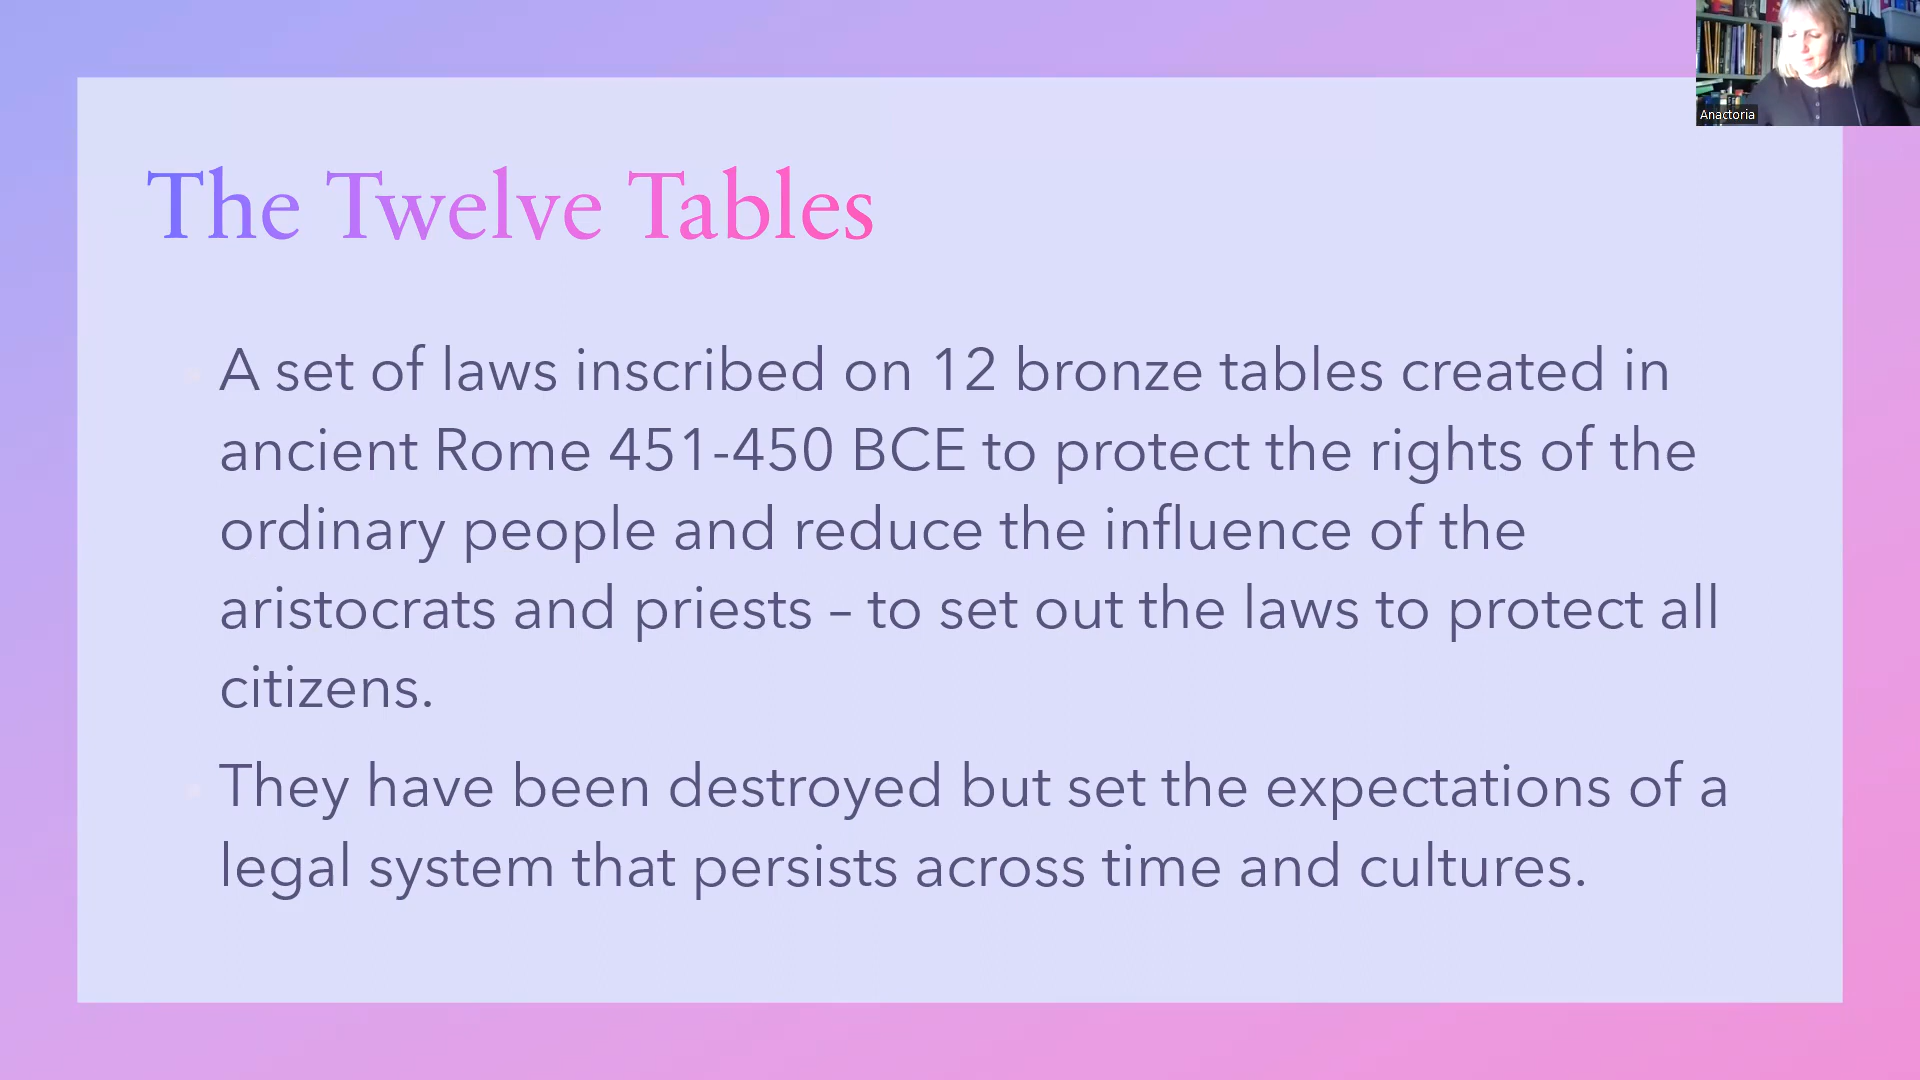 Anactoria
The Twelve Tables
A set of laws inscribed on 12 bronze tables created in
ancient Rome 451-450 BCE to protect the rights of the
ordinary people and reduce the influence of the
aristocrats and priests – to set out the laws to protect all
citizens.
They have been destroyed but set the expectations of a
legal system that persists across time and cultures.